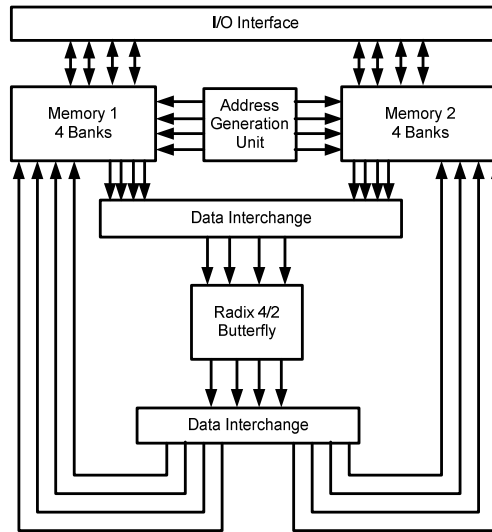 I/O Interface
Memory 1
4 Banks
Address
Generation
Unit
Memory 2
4 Banks
Data Interchange
Radix 4/2
Butterfly
Data Interchange